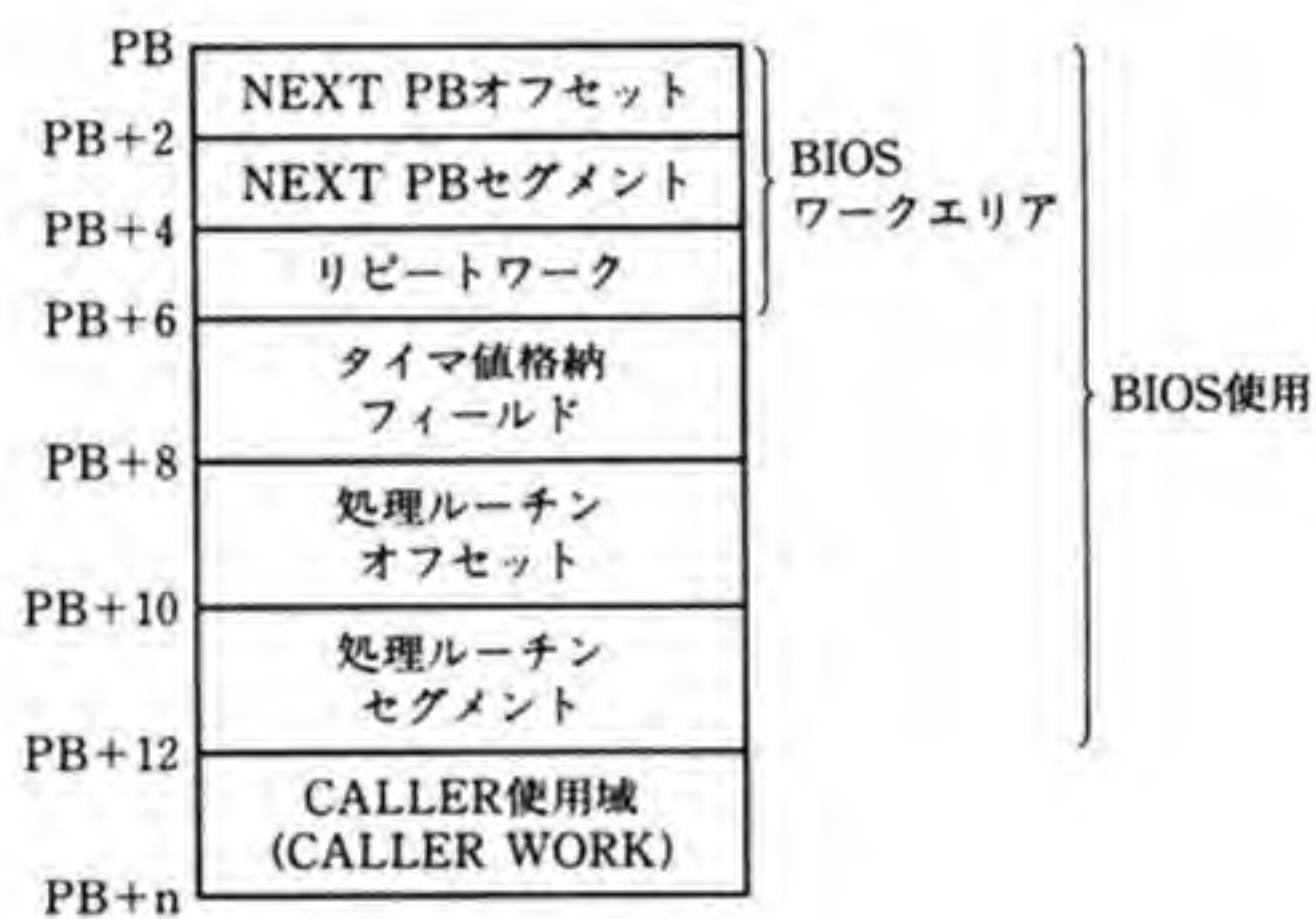 PB
NEXT PBオフセット
PB+2
NEXT PBセグメント
PB+4
リピートワーク
PB+6
タイマ値格納
フィールド
PB+8
処理ルーチン
オフセット
PB+10
処理ルーチン
セグメント
PB+12
CALLER使用域
(CALLER WORK)
PB+n
BIOS
ワークエリア
BIOS使用